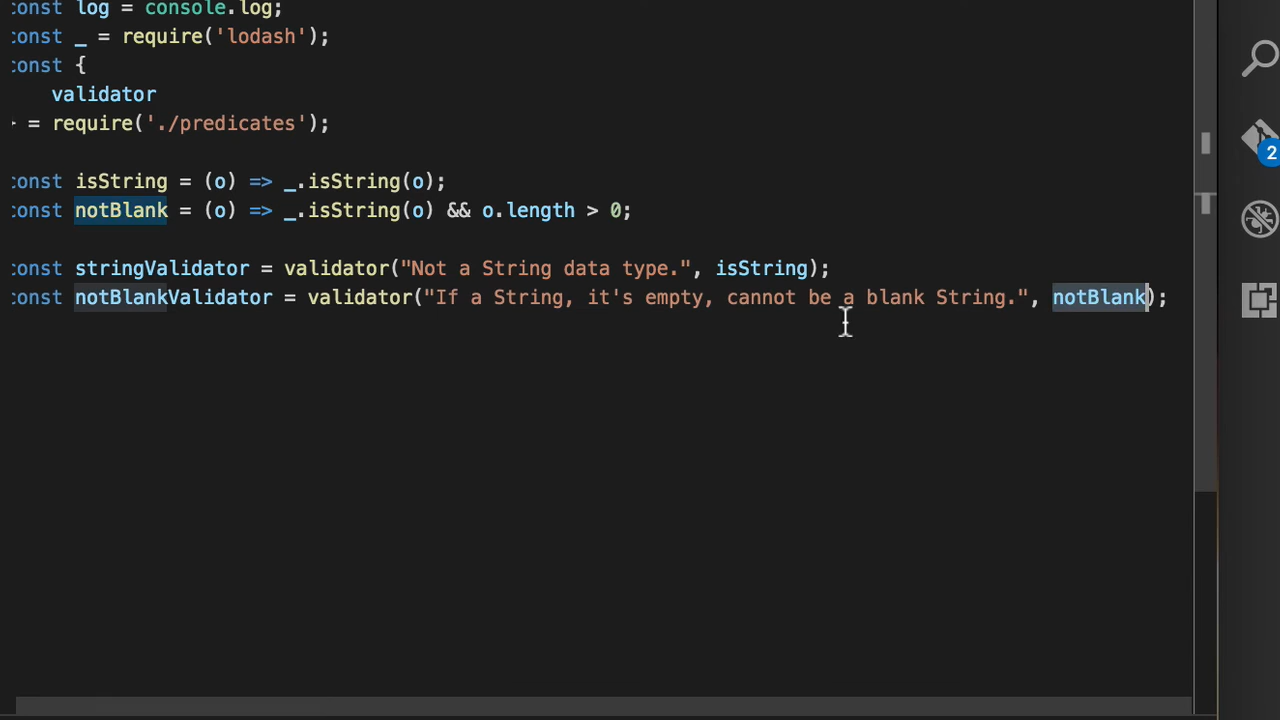 const log = console.log;
const _ = require('lodash');
const {
validator
} = require('./predicates');
const isString = (o) => _.isString(o);
const notBlank = (o) => _.isString(o) && o.length > 0;
const stringValidator = validator("Not a String data type.", isString);
const notBlankValidator = validator("If a String, it's empty, cannot be a blank String.", notBlank);
2